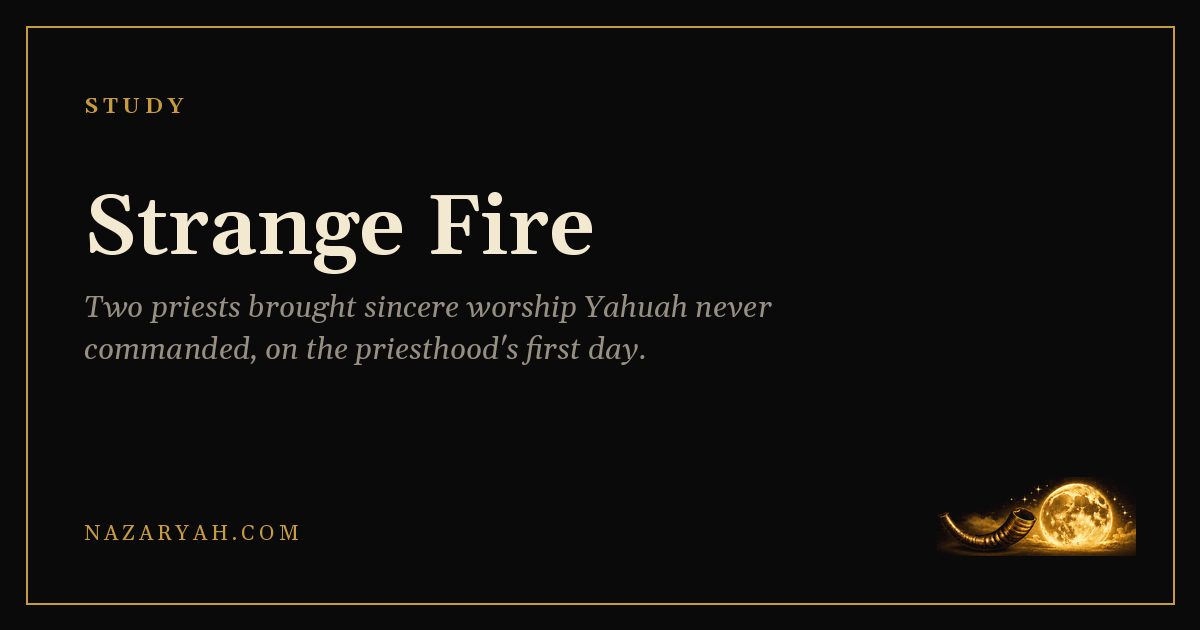 STUDY
Strange Fire
Two priests brought sincere worship Yahuah never
commanded, on the priesthood's first day.
NAZARYAH.COM